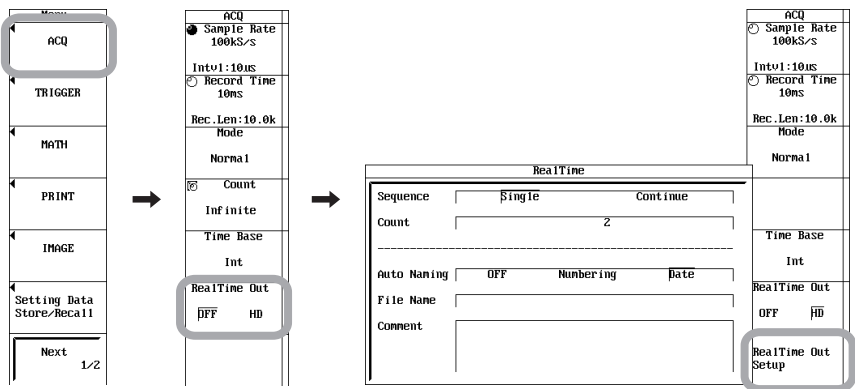 Menu
ACQ
TRIGGER
MATH
PRINT
IMAGE
Setting Data
Store/Recall
Next
1/2
ACQ
Sample Rate
100kS/s
Intvl:10us
Record Time
10ms
Rec.Len:10.0k
Mode
Normal
Count
Infinite
Time Base
Int
RealTime Out
OFF HD
RealTime
Sequence Single Continue
Count 2
Auto Naming OFF Numbering Date
File Name
Comment
ACQ
Sample Rate
100kS/s
Intvl:10us
Record Time
10ms
Rec.Len:10.0k
Mode
Normal
Time Base
Int
RealTime Out
OFF HD
RealTime Out
Setup